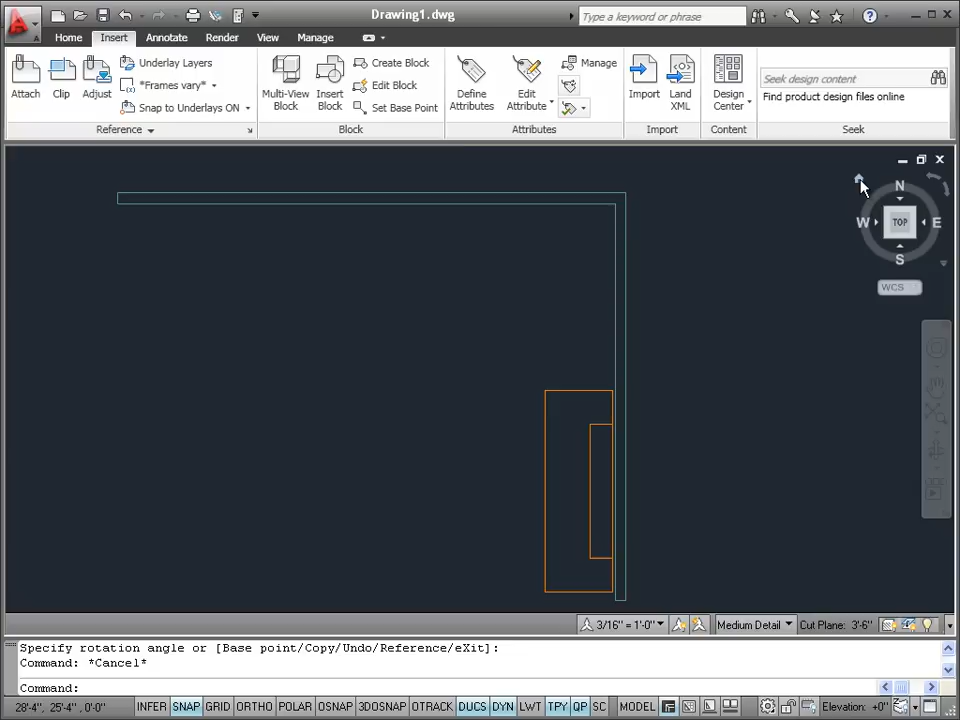 Drawing1.dwg
Type a keyword or phrase
Home Insert Annotate Render View Manage
Attach
Clip
Adjust
Underlay Layers
*Frames vary*
Snap to Underlays ON
Reference
Multi-View Block
Insert Block
Create Block
Edit Block
Set Base Point
Block
Define Attributes
Edit Attribute
Manage
Attributes
Import
Land XML
Import
Design Center
Content
Seek design content
Find product design files online
Seek
N
W TOP E
S
WCS
3/16" = 1'-0" Medium Detail Cut Plane: 3'-6"
Specify rotation angle or [Base point/Copy/Undo/Reference/eXit]:
Command: *Cancel*
Command:
28'-4", 25'-4", 0'-0" INFER SNAP GRID ORTHO POLAR OSNAP 3DOSNAP OTRACK DUCS DYN LWT TPY QP SC MODEL Elevation: +0"